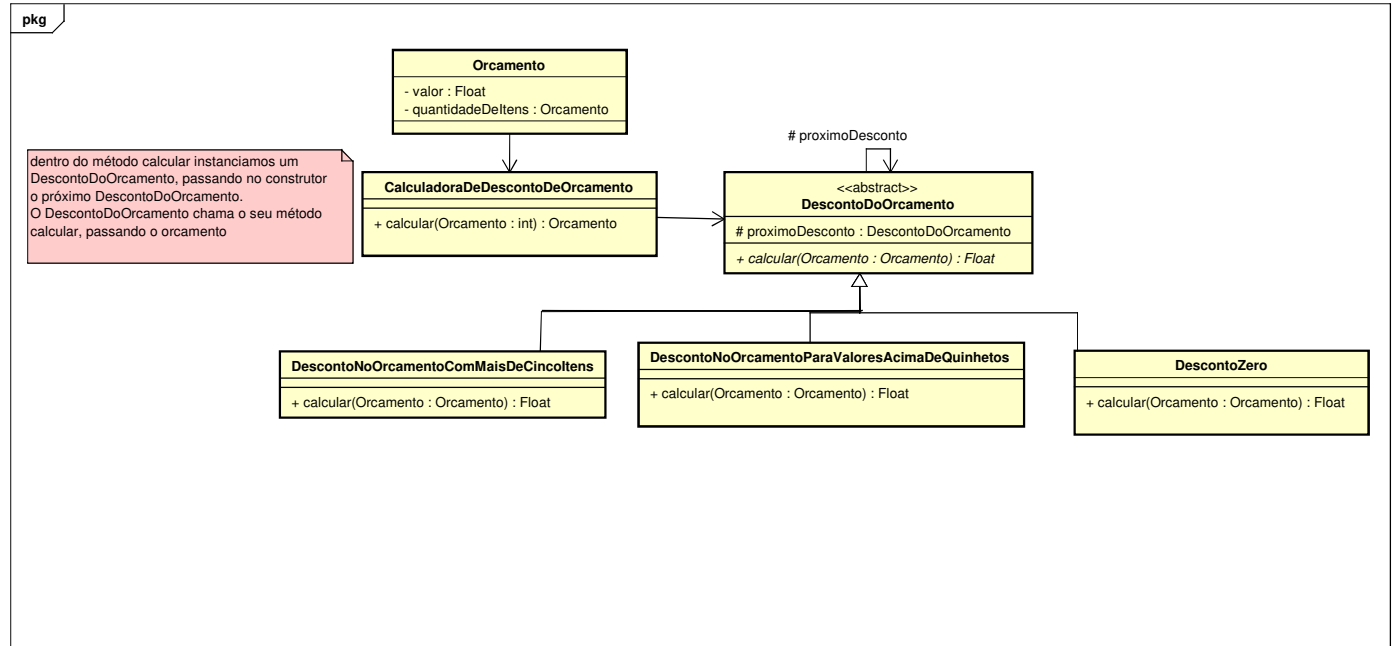 pkg
Orcamento
- valor : Float
- quantidadeDeItens : Orcamento
dentro do método calcular instanciamos um
DescontoDoOrcamento, passando no construtor
o próximo DescontoDoOrcamento.
O DescontoDoOrcamento chama o seu método
calcular, passando o orcamento
CalculadoraDeDescontoDeOrcamento
+ calcular(Orcamento : int) : Orcamento
# proximoDesconto
<<abstract>>
DescontoDoOrcamento
# proximoDesconto : DescontoDoOrcamento
+ calcular(Orcamento : Orcamento) : Float
DescontoNoOrcamentoComMaisDeCincoItens
+ calcular(Orcamento : Orcamento) : Float
DescontoNoOrcamentoParaValoresAcimaDeQuinhetos
+ calcular(Orcamento : Orcamento) : Float
DescontoZero
+ calcular(Orcamento : Orcamento) : Float